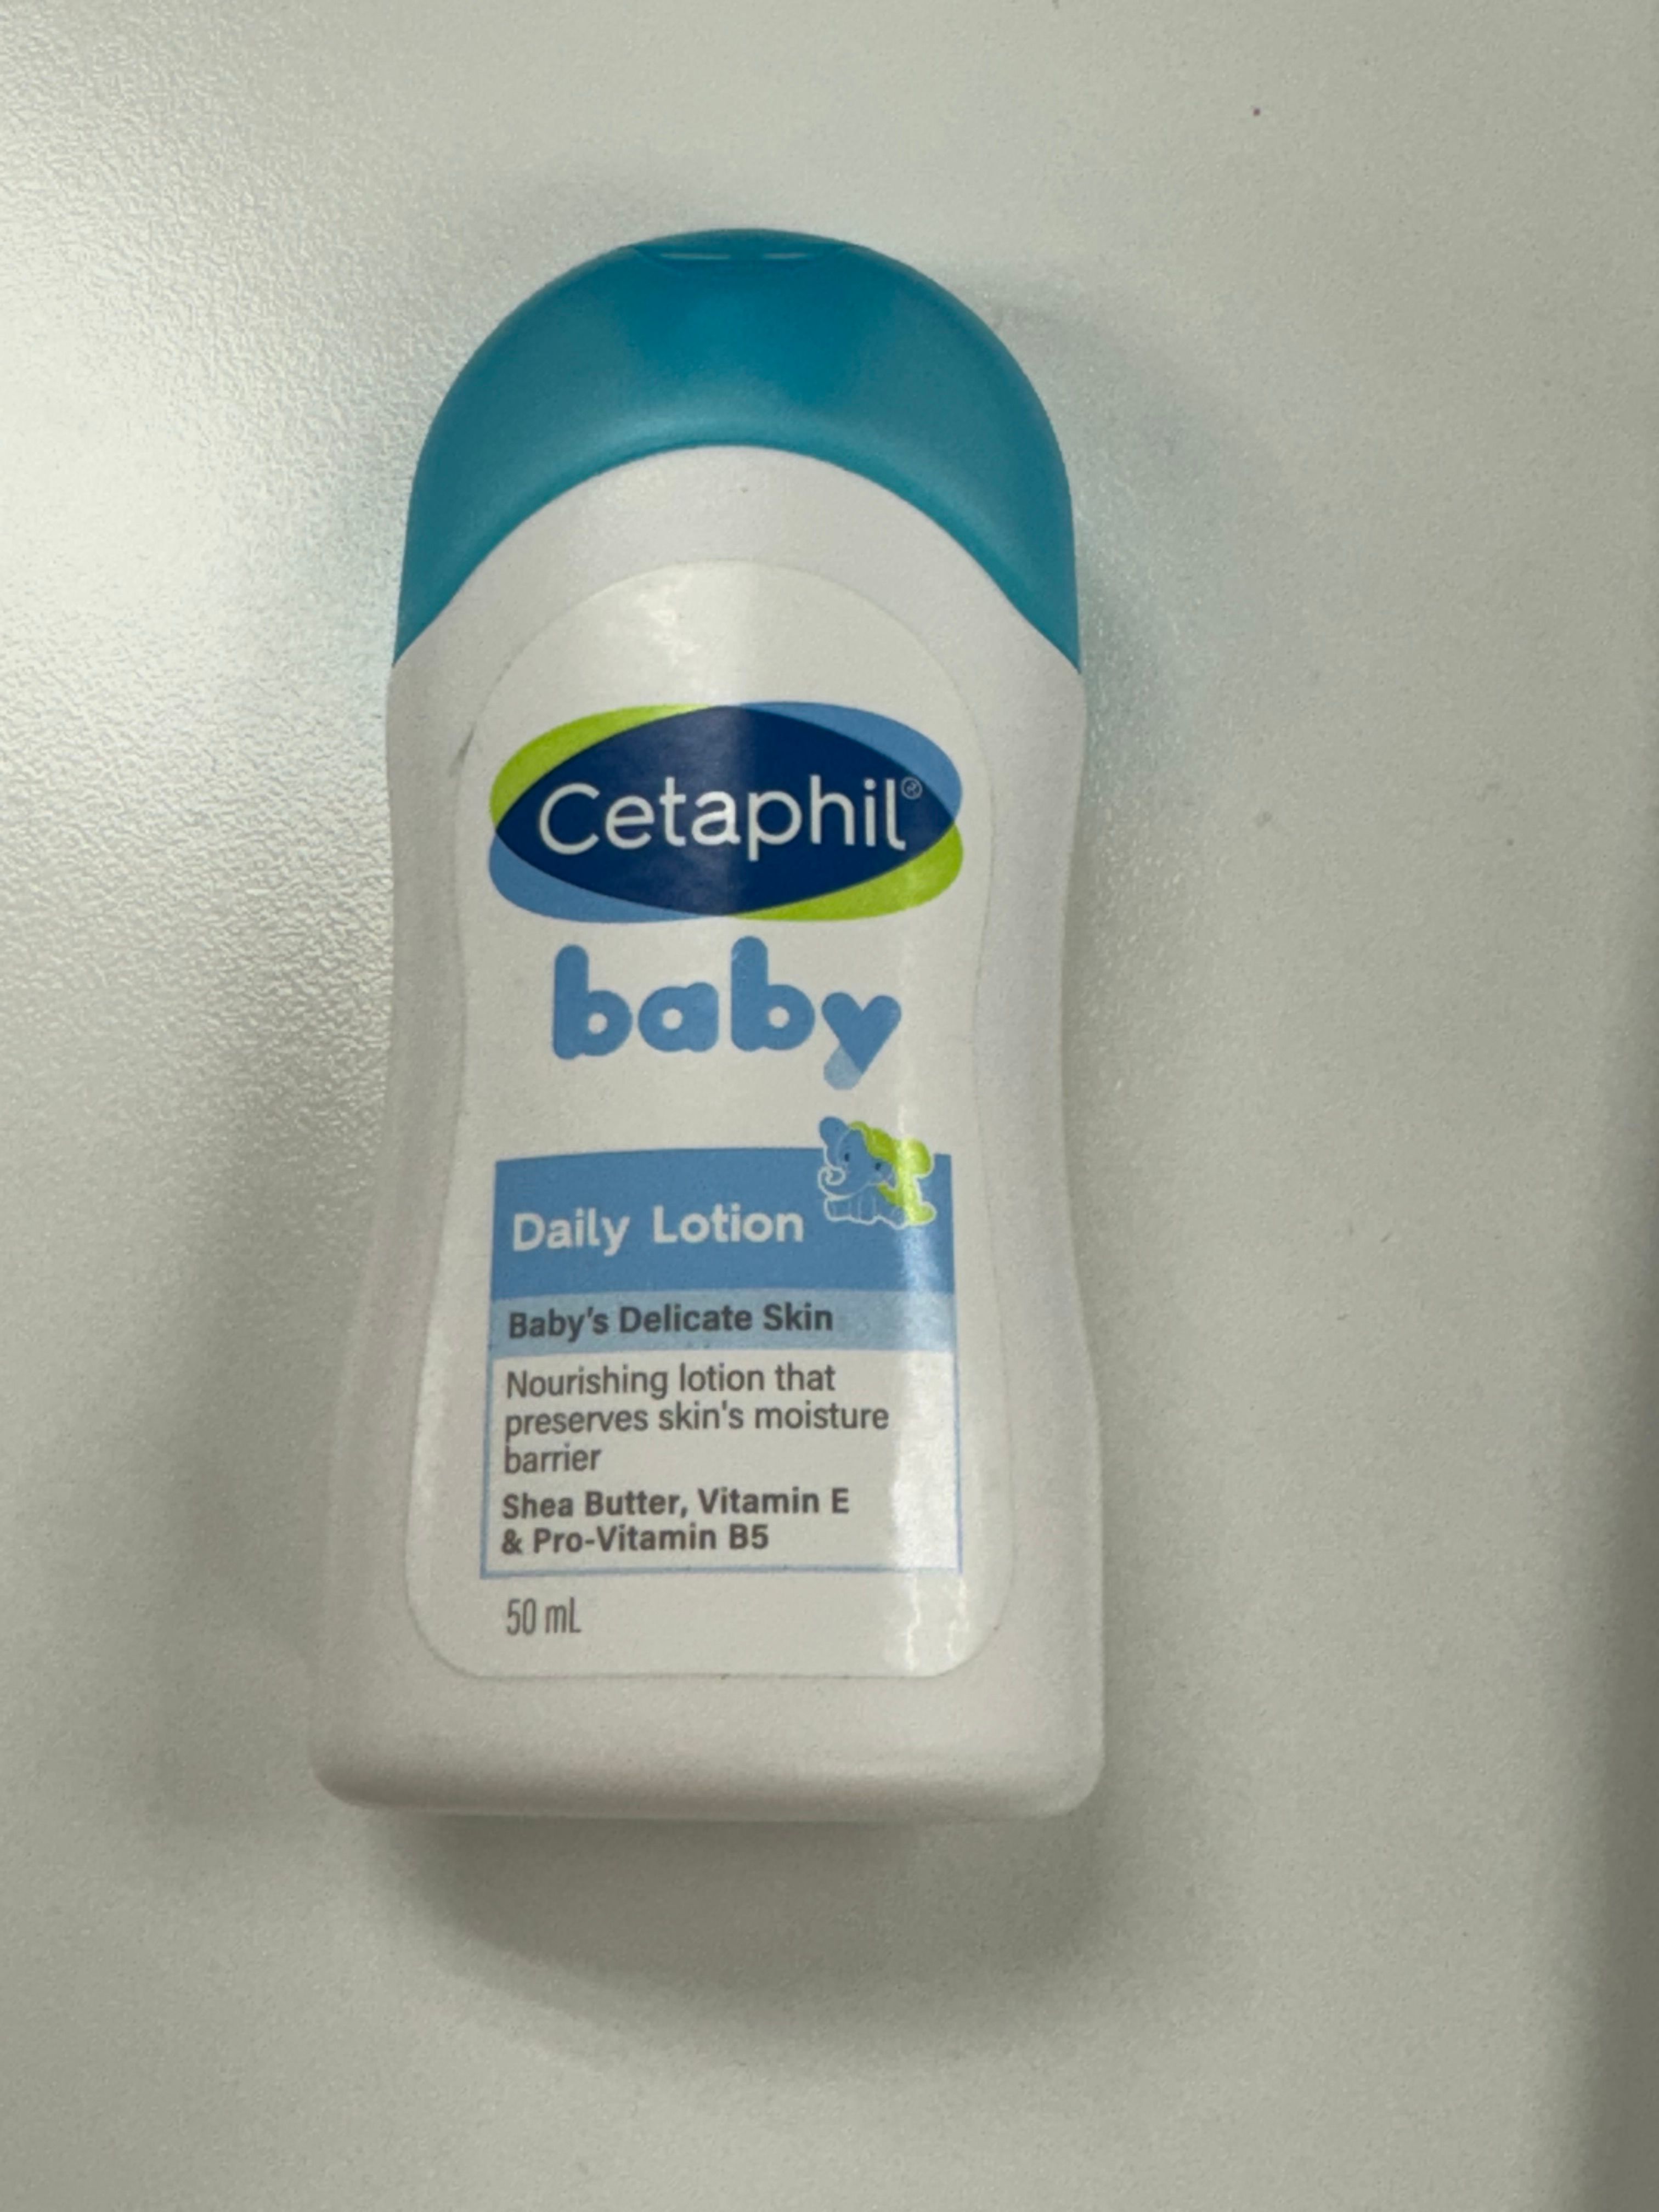 Cetaphil®
baby
Daily Lotion
Baby's Delicate Skin
Nourishing lotion that
preserves skin's moisture
barrier
Shea Butter, Vitamin E
& Pro-Vitamin B5
50 mL